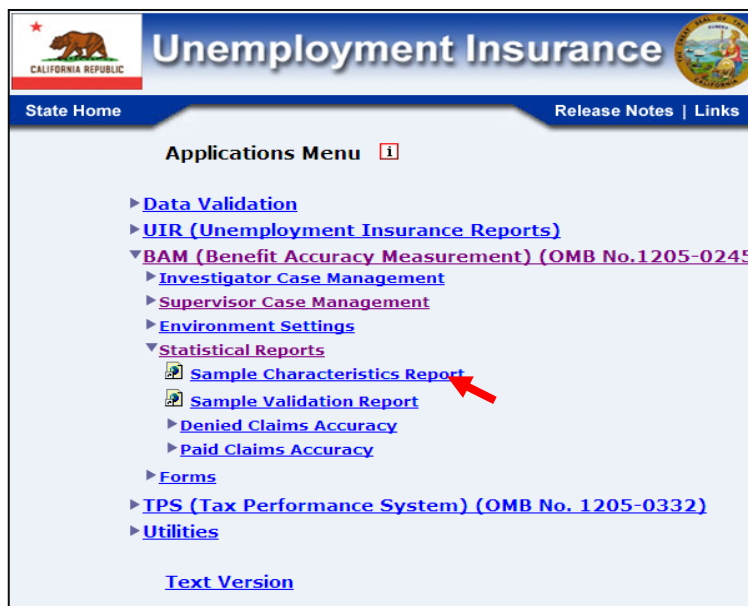 Unemployment Insurance
CALIFORNIA REPUBLIC
State Home
Release Notes | Links
Applications Menu i
Data Validation
UIR (Unemployment Insurance Reports)
BAM (Benefit Accuracy Measurement) (OMB No.1205-0245
Investigator Case Management
Supervisor Case Management
Environment Settings
Statistical Reports
Sample Characteristics Report
Sample Validation Report
Denied Claims Accuracy
Paid Claims Accuracy
Forms
TPS (Tax Performance System) (OMB No. 1205-0332)
Utilities
Text Version